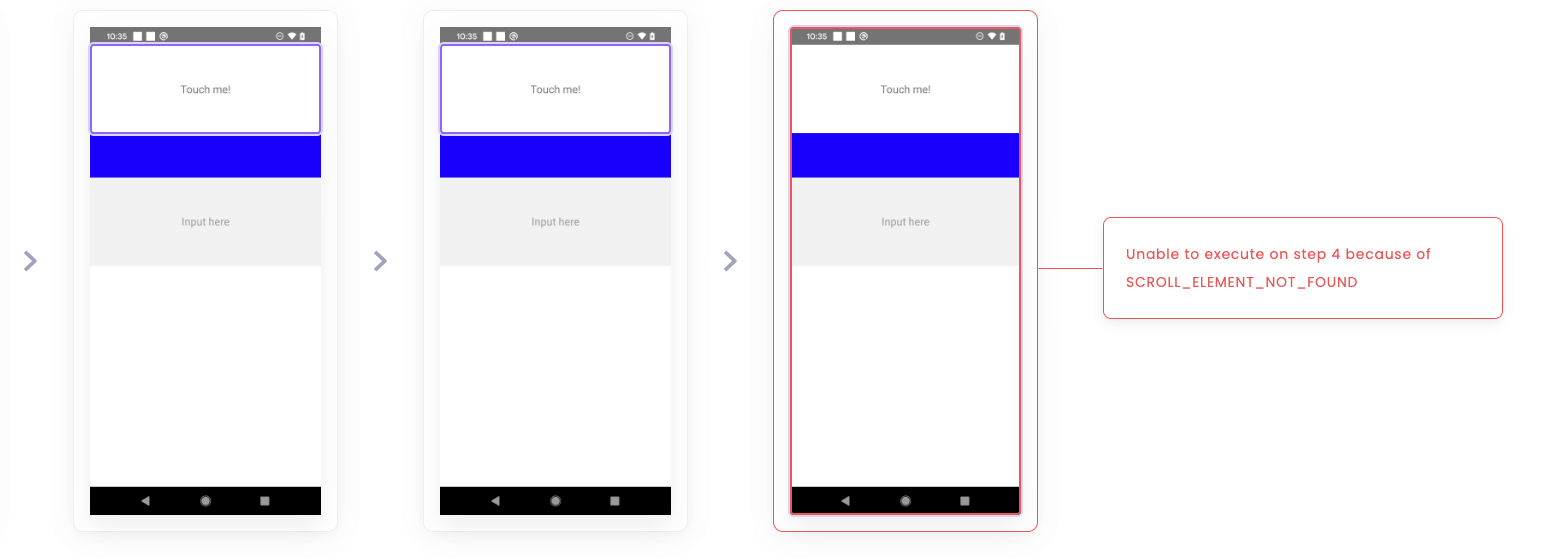 10:35
Touch me!
Input here
10:35
Touch me!
Input here
10:35
Touch me!
Input here
Unable to execute on step 4 because of
SCROLL_ELEMENT_NOT_FOUND